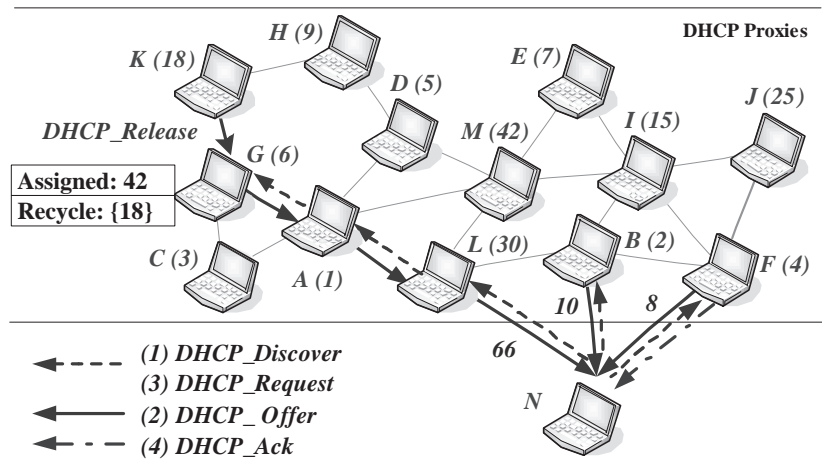 DHCP Proxies
H (9)
K (18)
E (7)
D (5)
J (25)
M (42)
I (15)
DHCP_Release
G (6)
Assigned: 42
Recycle: {18}
C (3)
A (1)
L (30)
B (2)
F (4)
10
8
66
(1) DHCP_Discover
(3) DHCP_Request
N
(2) DHCP_ Offer
(4) DHCP_Ack